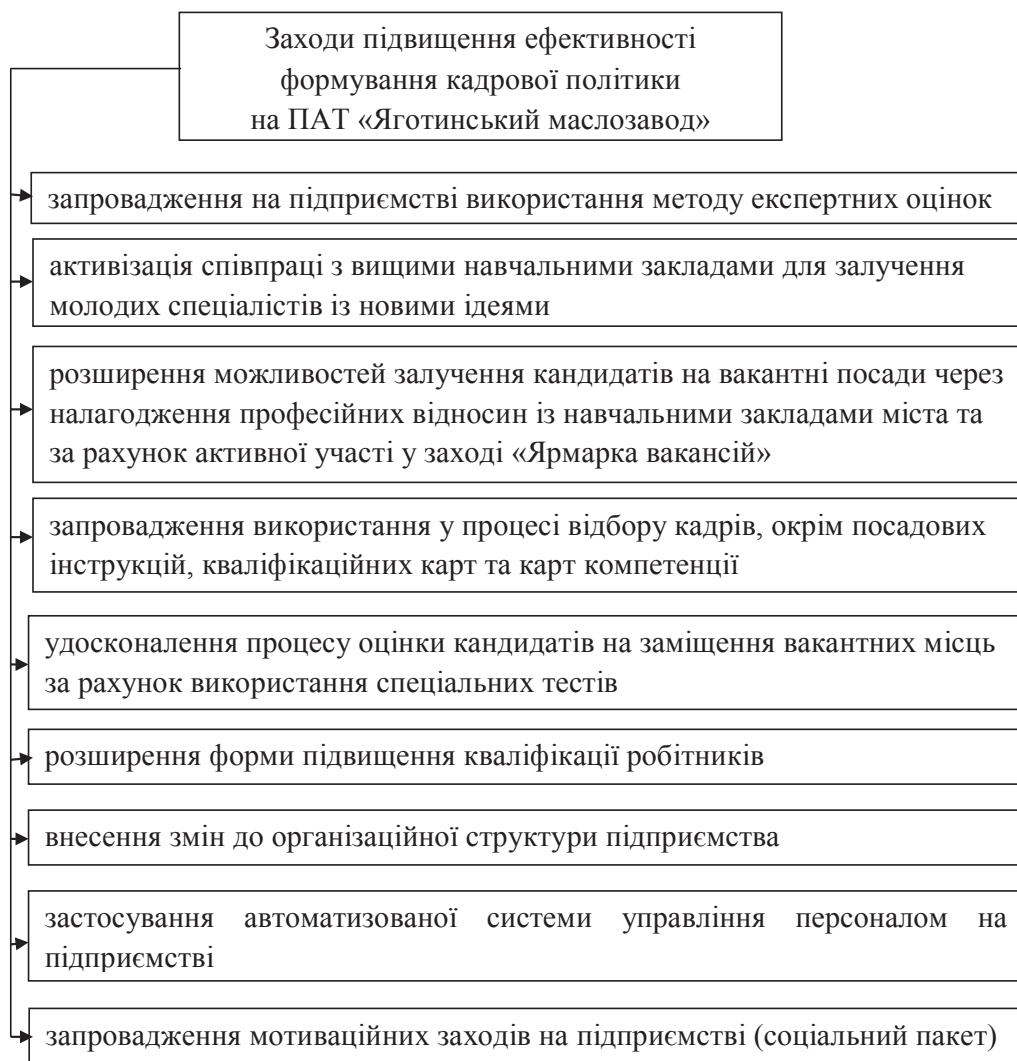 Заходи підвищення ефективності
формування кадрової політики
на ПАТ «Яготинський маслозавод»
запровадження на підприємстві використання методу експертних оцінок
активізація співпраці з вищими навчальними закладами для залучення
молодих спеціалістів із новими ідеями
розширення можливостей залучення кандидатів на вакантні посади через
налагодження професійних відносин із навчальними закладами міста та
за рахунок активної участі у заході «Ярмарка вакансій»
запровадження використання у процесі відбору кадрів, окрім посадових
інструкцій, кваліфікаційних карт та карт компетенції
удосконалення процесу оцінки кандидатів на заміщення вакантних місць
за рахунок використання спеціальних тестів
розширення форми підвищення кваліфікації робітників
внесення змін до організаційної структури підприємства
застосування автоматизованої системи управління персоналом на
підприємстві
запровадження мотиваційних заходів на підприємстві (соціальний пакет)